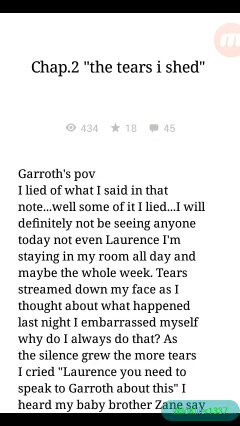 Chap.2 "the tears i shed"
434 18 45
Garroth's pov
I lied of what I said in that
note...well some of it I lied...I will
definitely not be seeing anyone
today not even Laurence I'm
staying in my room all day and
maybe the whole week. Tears
streamed down my face as I
thought about what happened
last night I embarrassed myself
why do I always do that? As
the silence grew the more tears
I cried "Laurence you need to
speak to Garroth about this" I
heard my baby brother Zane say